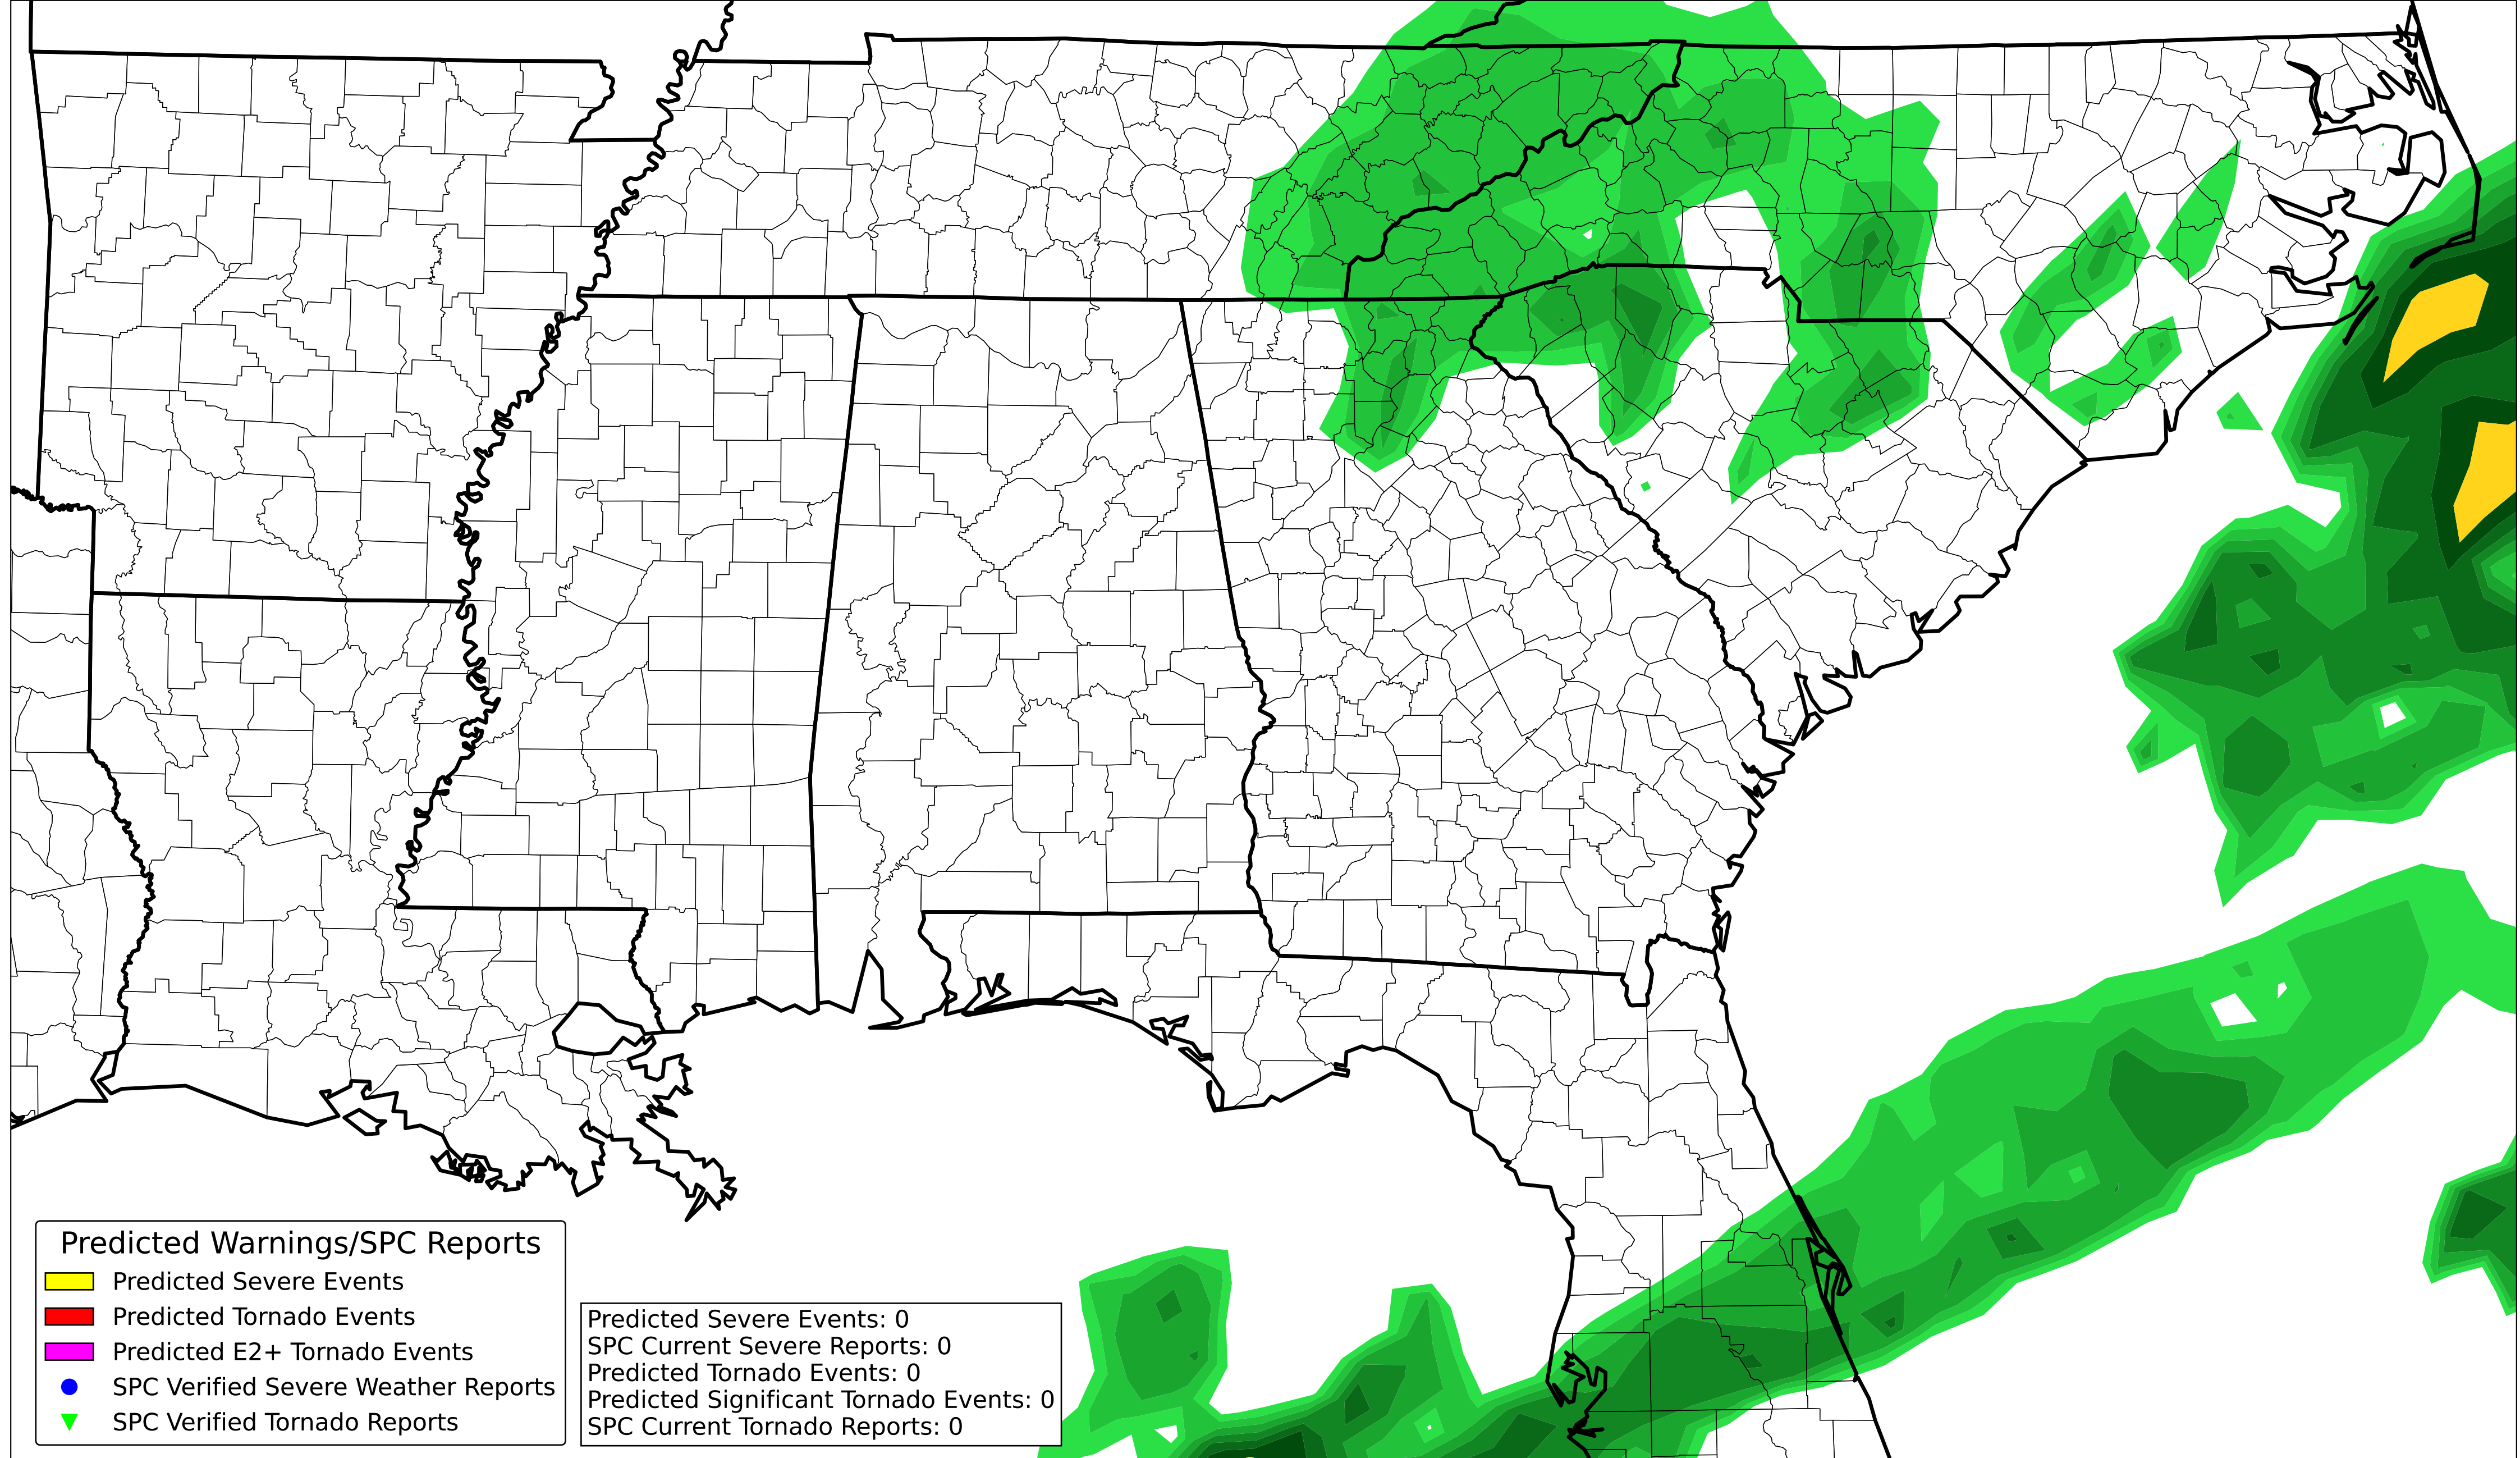 Predicted Warnings/SPC Reports
Predicted Severe Events
Predicted Tornado Events
Predicted E2+ Tornado Events
SPC Verified Severe Weather Reports
SPC Verified Tornado Reports
Predicted Severe Events: 0
SPC Current Severe Reports: 0
Predicted Tornado Events: 0
Predicted Significant Tornado Events: 0
SPC Current Tornado Reports: 0